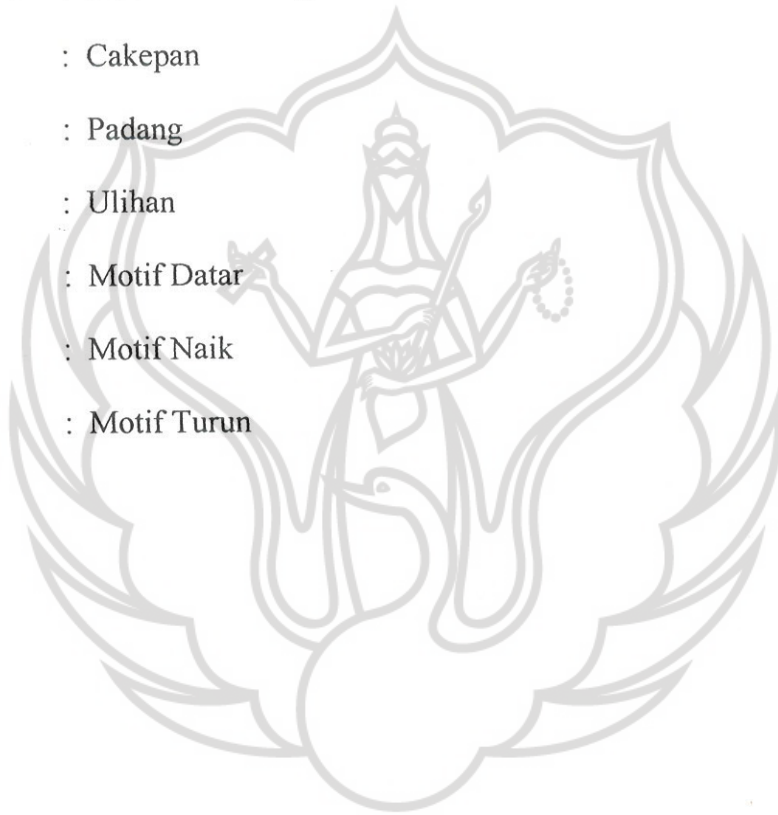 : Cakepan
: Padang
: Ulihan
: Motif Datar
: Motif Naik
: Motif Turun